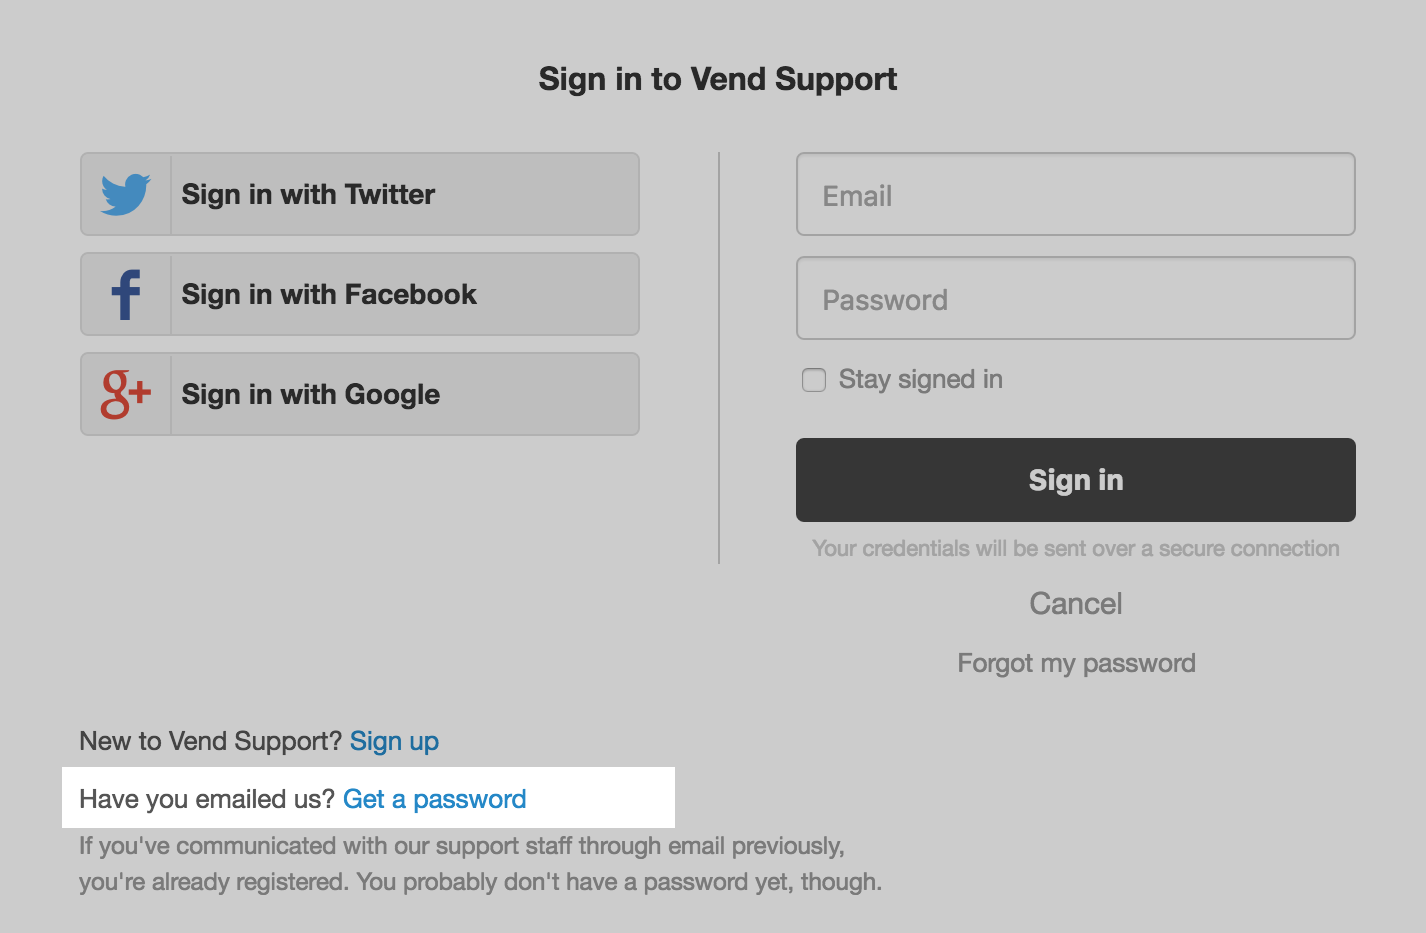 Sign in to Vend Support
Sign in with Twitter
Sign in with Facebook
g+ Sign in with Google
Email
Password
Stay signed in
Sign in
Your credentials will be sent over a secure connection
Cancel
Forgot my password
New to Vend Support? Sign up
Have you emailed us? Get a password
If you've communicated with our support staff through email previously,
you're already registered. You probably don't have a password yet, though.